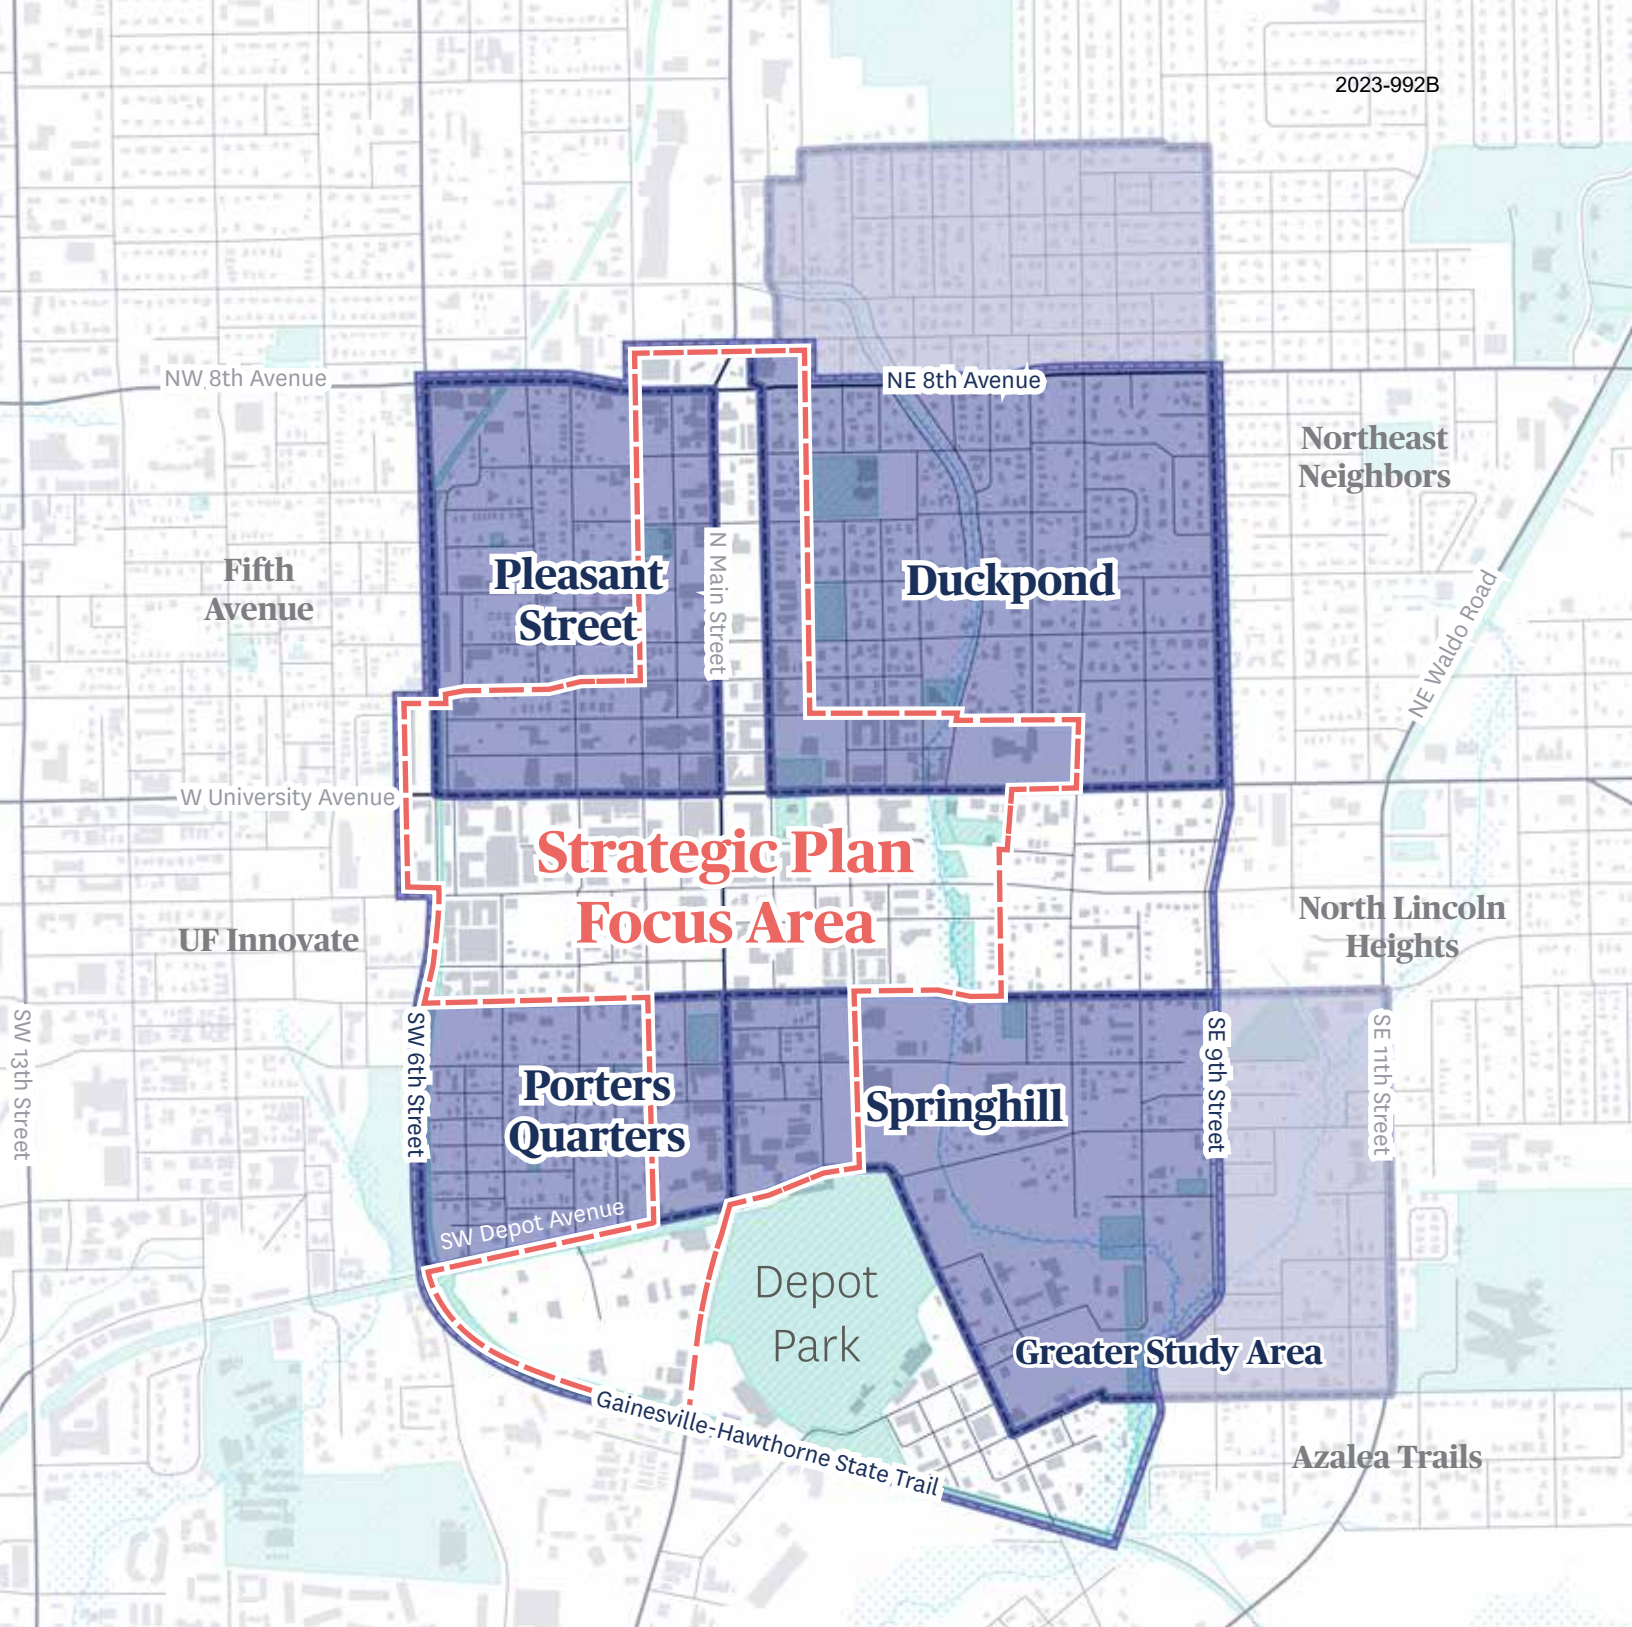 2023-992B
NW 8th Avenue
NE 8th Avenue
Northeast
Neighbors
Fifth
Avenue
Pleasant
Street
N Main Street
Duckpond
NE Waldo Road
W University Avenue
Strategic Plan
Focus Area
UF Innovate
North Lincoln
Heights
SW 13th Street
SW 6th Street
Porters
Quarters
Springhill
SE 9th Street
SE 11th Street
SW Depot Avenue
Depot
Park
Greater Study Area
Gainesville-Hawthorne State Trail
Azalea Trails